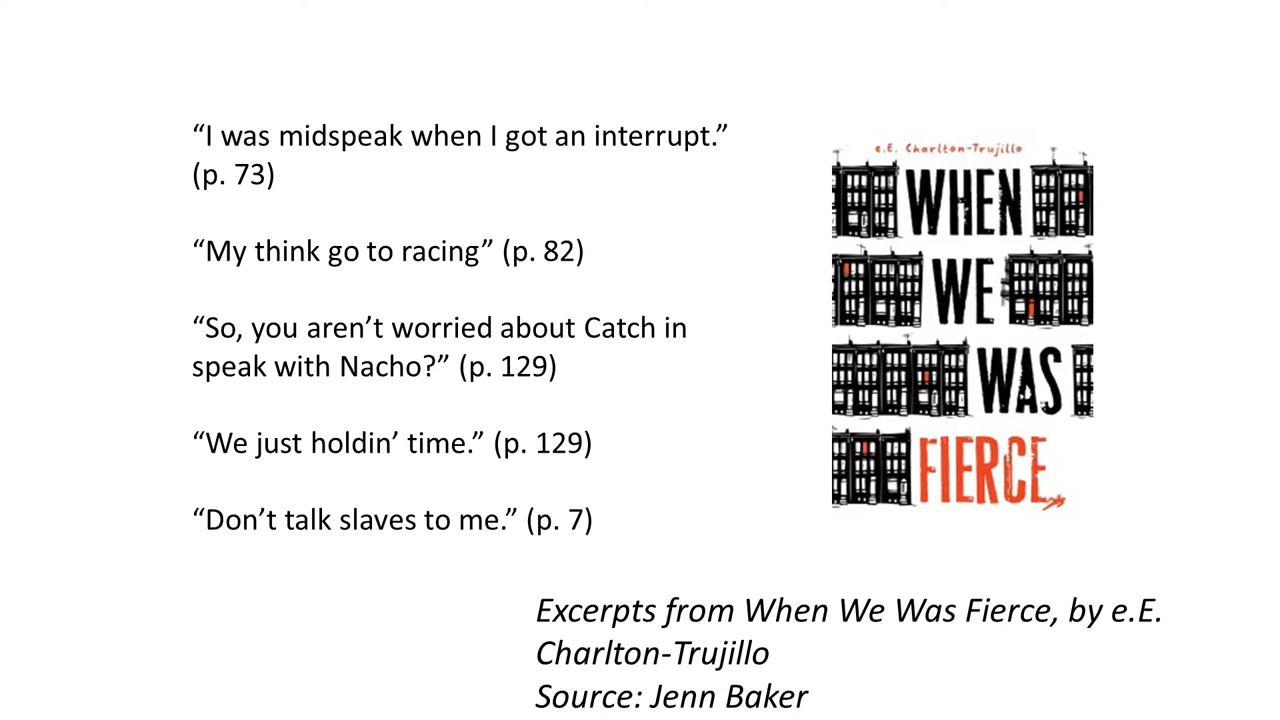 “I was midspeak when I got an interrupt.”
(p. 73)
“My think go to racing” (p. 82)
“So, you aren’t worried about Catch in
speak with Nacho?” (p. 129)
“We just holdin’ time.” (p. 129)
“Don’t talk slaves to me.” (p. 7)
e.E. Charlton-Trujillo
WHEN
WE
WAS
FIERCE
Excerpts from When We Was Fierce, by e.E.
Charlton-Trujillo
Source: Jenn Baker